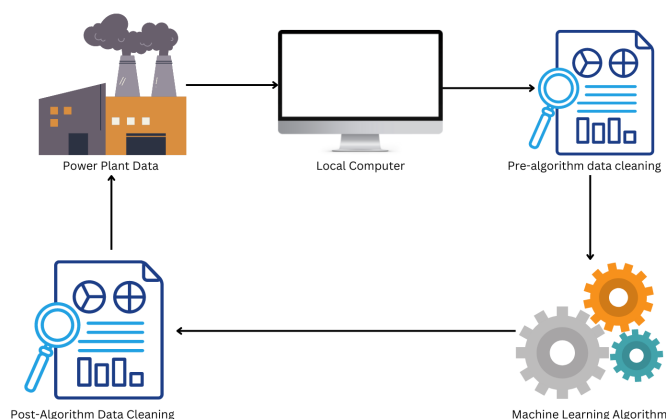 Power Plant Data
Local Computer
Pre-algorithm data cleaning
Post-Algorithm Data Cleaning
Machine Learning Algorithm